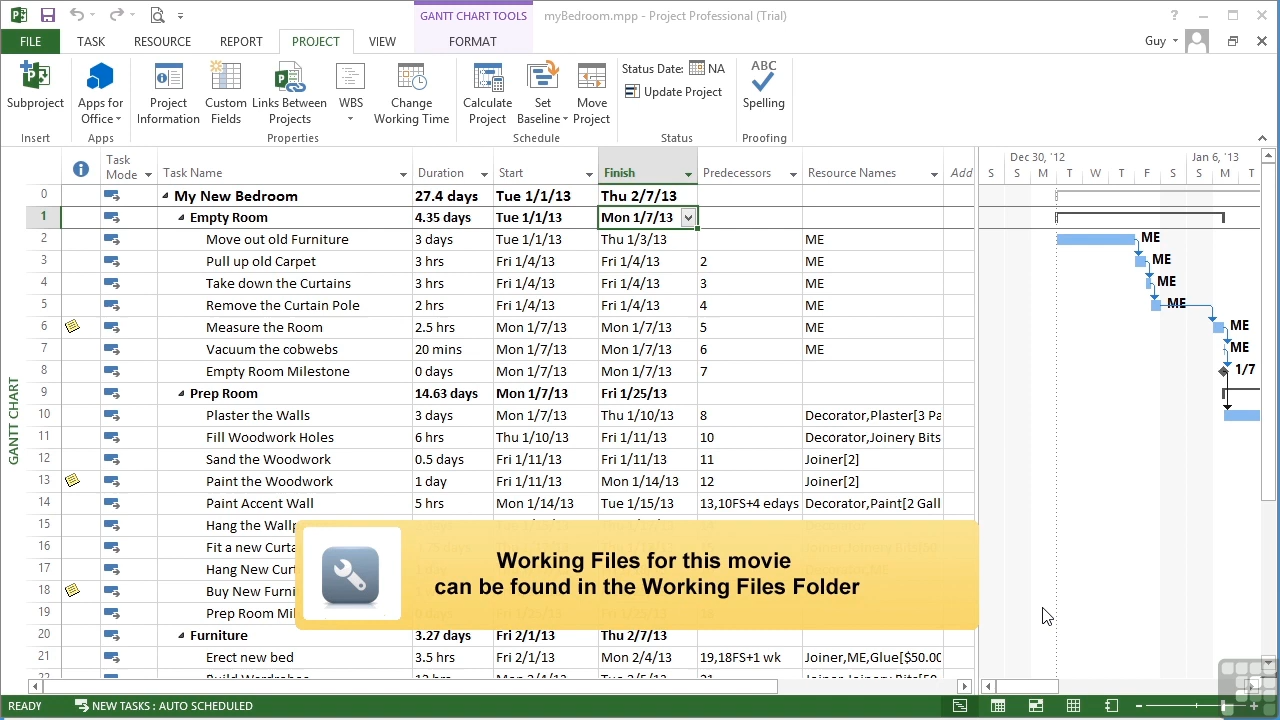 GANTT CHART TOOLS
myBedroom.mpp - Project Professional (Trial)
FILE TASK RESOURCE REPORT PROJECT VIEW FORMAT Guy
Subproject
Insert
Apps for Office
Apps
Project Information
Custom Fields
Links Between Projects
WBS
Change Working Time
Properties
Calculate Project
Set Baseline
Move Project
Schedule
Status Date: NA
Update Project
Status
ABC
Spelling
Proofing
Task Mode Task Name Duration Start Finish Predecessors Resource Names Add
Dec 30, '12 Jan 6, '13
S S M T W T F S S M T
0 My New Bedroom 27.4 days Tue 1/1/13 Thu 2/7/13
1 Empty Room 4.35 days Tue 1/1/13 Mon 1/7/13
2 Move out old Furniture 3 days Tue 1/1/13 Thu 1/3/13 ME ME
3 Pull up old Carpet 3 hrs Fri 1/4/13 Fri 1/4/13 2 ME ME
4 Take down the Curtains 3 hrs Fri 1/4/13 Fri 1/4/13 3 ME ME
5 Remove the Curtain Pole 2 hrs Fri 1/4/13 Fri 1/4/13 4 ME ME
6 Measure the Room 2.5 hrs Mon 1/7/13 Mon 1/7/13 5 ME ME
7 Vacuum the cobwebs 20 mins Mon 1/7/13 Mon 1/7/13 6 ME ME
8 Empty Room Milestone 0 days Mon 1/7/13 Mon 1/7/13 7 1/7
9 Prep Room 14.63 days Mon 1/7/13 Fri 1/25/13
10 Plaster the Walls 3 days Mon 1/7/13 Thu 1/10/13 8 Decorator,Plaster[3 Pa
11 Fill Woodwork Holes 6 hrs Thu 1/10/13 Fri 1/11/13 10 Decorator,Joinery Bits
12 Sand the Woodwork 0.5 days Fri 1/11/13 Fri 1/11/13 11 Joiner[2]
13 Paint the Woodwork 1 day Fri 1/11/13 Mon 1/14/13 12 Joiner[2]
14 Paint Accent Wall 5 hrs Mon 1/14/13 Tue 1/15/13 13,10FS+4 edays Decorator,Paint[2 Gall
15 Hang the Wallp
16 Fit a new Curta
17 Hang New Curt
18 Buy New Furni
19 Prep Room Mil
Working Files for this movie
can be found in the Working Files Folder
20 Furniture 3.27 days Fri 2/1/13 Thu 2/7/13
21 Erect new bed 3.5 hrs Fri 2/1/13 Mon 2/4/13 19,18FS+1 wk Joiner,ME,Glue[$50.00
GANTT CHART
READY NEW TASKS : AUTO SCHEDULED